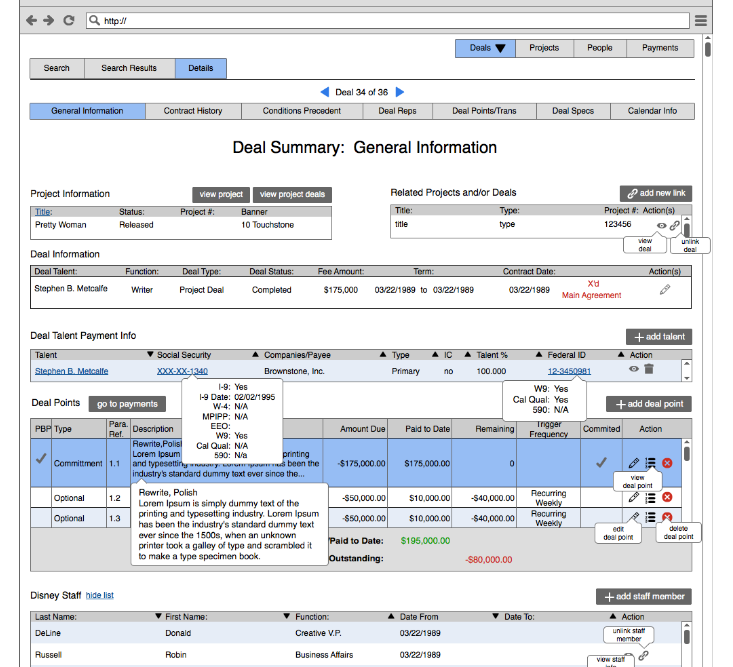 http://
Deals ▼ Projects People Payments
Search Search Results Details
Deal 34 of 36
General Information Contract History Conditions Precedent Deal Reps Deal Points/Trans Deal Specs Calendar Info
Deal Summary: General Information
Project Information view project view project deals
Title: Status: Project #: Banner
Pretty Woman Released 10 Touchstone
Related Projects and/or Deals add new link
Title: Type: Project #: Action(s)
title type 123456
view deal
unlink deal
Deal Information
Deal Talent: Function: Deal Type: Deal Status: Fee Amount: Term: Contract Date: Action(s)
Stephen B. Metcalfe Writer Project Deal Completed $175,000 03/22/1989 to 03/22/1989 03/22/1989 X'd
Main Agreement
Deal Talent Payment Info + add talent
Talent ▼ Social Security ▲ Companies/Payee ▲ Type ▲ IC ▲ Talent % ▲ Federal ID ▲ Action
Stephen B. Metcalfe XXX-XX-1340 Brownstone, Inc. Primary no 100.000 12-3450981
I-9: Yes
I-9 Date: 02/02/1995
W-4: N/A
MPIPP: N/A
EEO:
W9: Yes
Cal Qual: N/A
590: N/A
W9: Yes
Cal Qual: Yes
590: N/A
Deal Points go to payments + add deal point
PBP Type Para. Ref. Description Amount Due Paid to Date Remaining Trigger Frequency Commited Action
Committment 1.1 -$175,000.00 $175,000.00 0
Rewrite,Polish
Lorem Ipsum printing
and typesetting industry. Lorem Ipsum has been the
industry's standard dummy text ever since the...
view deal point
Optional 1.2 -$50,000.00 $10,000.00 -$40,000.00 Recurring Weekly
Optional 1.3 -$50,000.00 $10,000.00 -$40,000.00 Recurring Weekly
Rewrite, Polish
Lorem Ipsum is simply dummy text of the
printing and typesetting industry. Lorem Ipsum
has been the industry's standard dummy text
ever since the 1500s, when an unknown
printer took a galley of type and scrambled it
to make a type specimen book.
edit deal point
delete deal point
/Paid to Date: $195,000.00
Outstanding: -$80,000.00
Disney Staff hide list + add staff member
Last Name: ▼ First Name: ▼ Function: ▲ Date From ▼ Date To: ▲ Action
DeLine Donald Creative V.P. 03/22/1989
unlink staff member
Russell Robin Business Affairs 03/22/1989
view staff